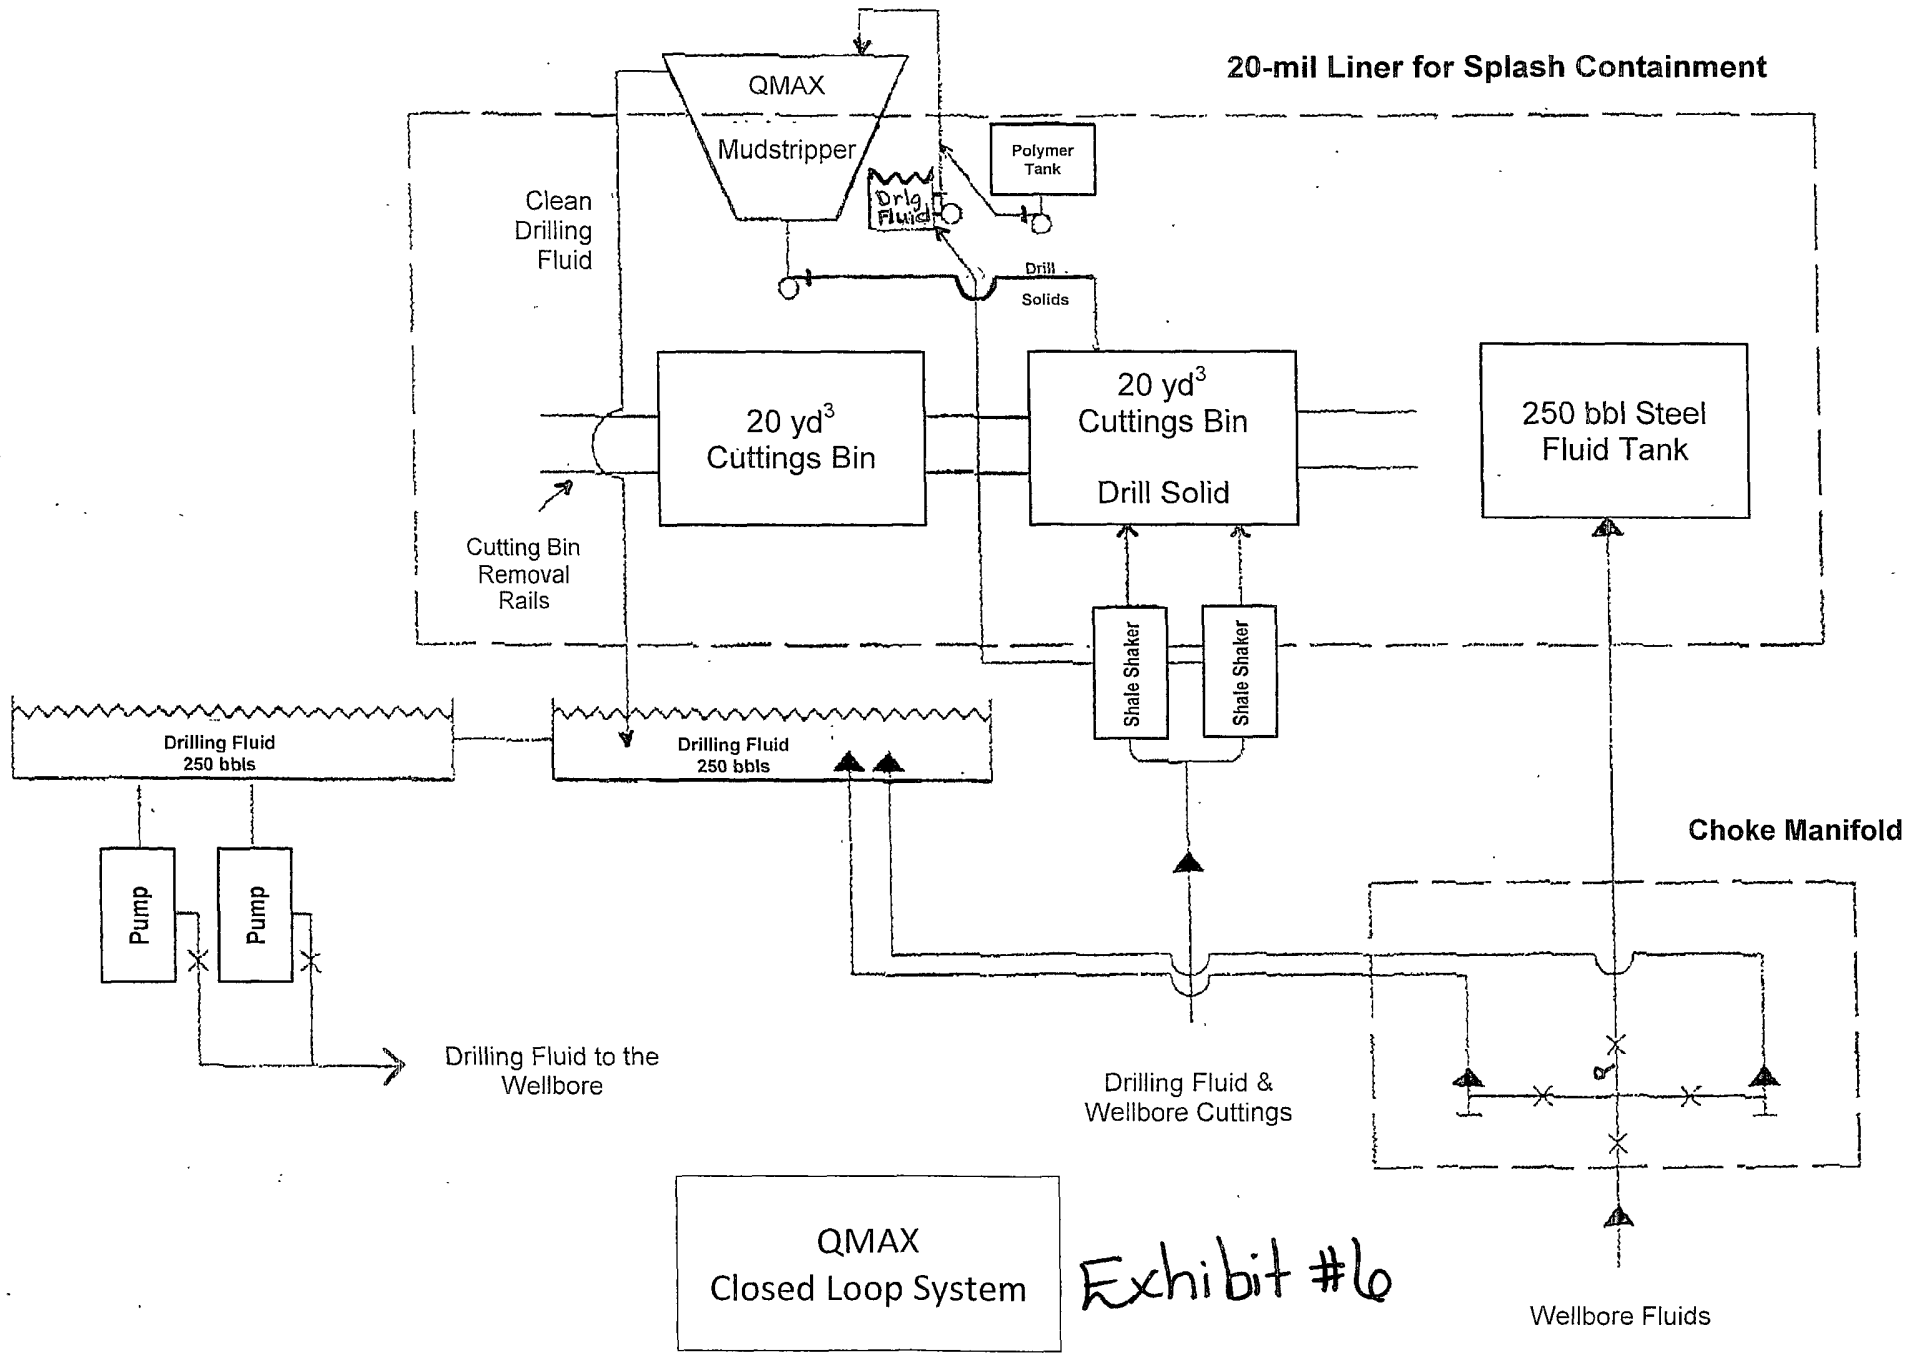 20-mil Liner for Splash Containment
QMAX
Mudstripper
Polymer
Tank
Drlg
Fluid
Clean
Drilling
Fluid
Drill
Solids
20 yd³
Cuttings Bin
20 yd³
Cuttings Bin
Drill Solid
250 bbl Steel
Fluid Tank
Cutting Bin
Removal
Rails
Shale Shaker
Shale Shaker
Drilling Fluid
250 bbls
Drilling Fluid
250 bbls
Choke Manifold
Pump
Pump
Drilling Fluid to the
Wellbore
Drilling Fluid &
Wellbore Cuttings
QMAX
Closed Loop System
Exhibit #6
Wellbore Fluids